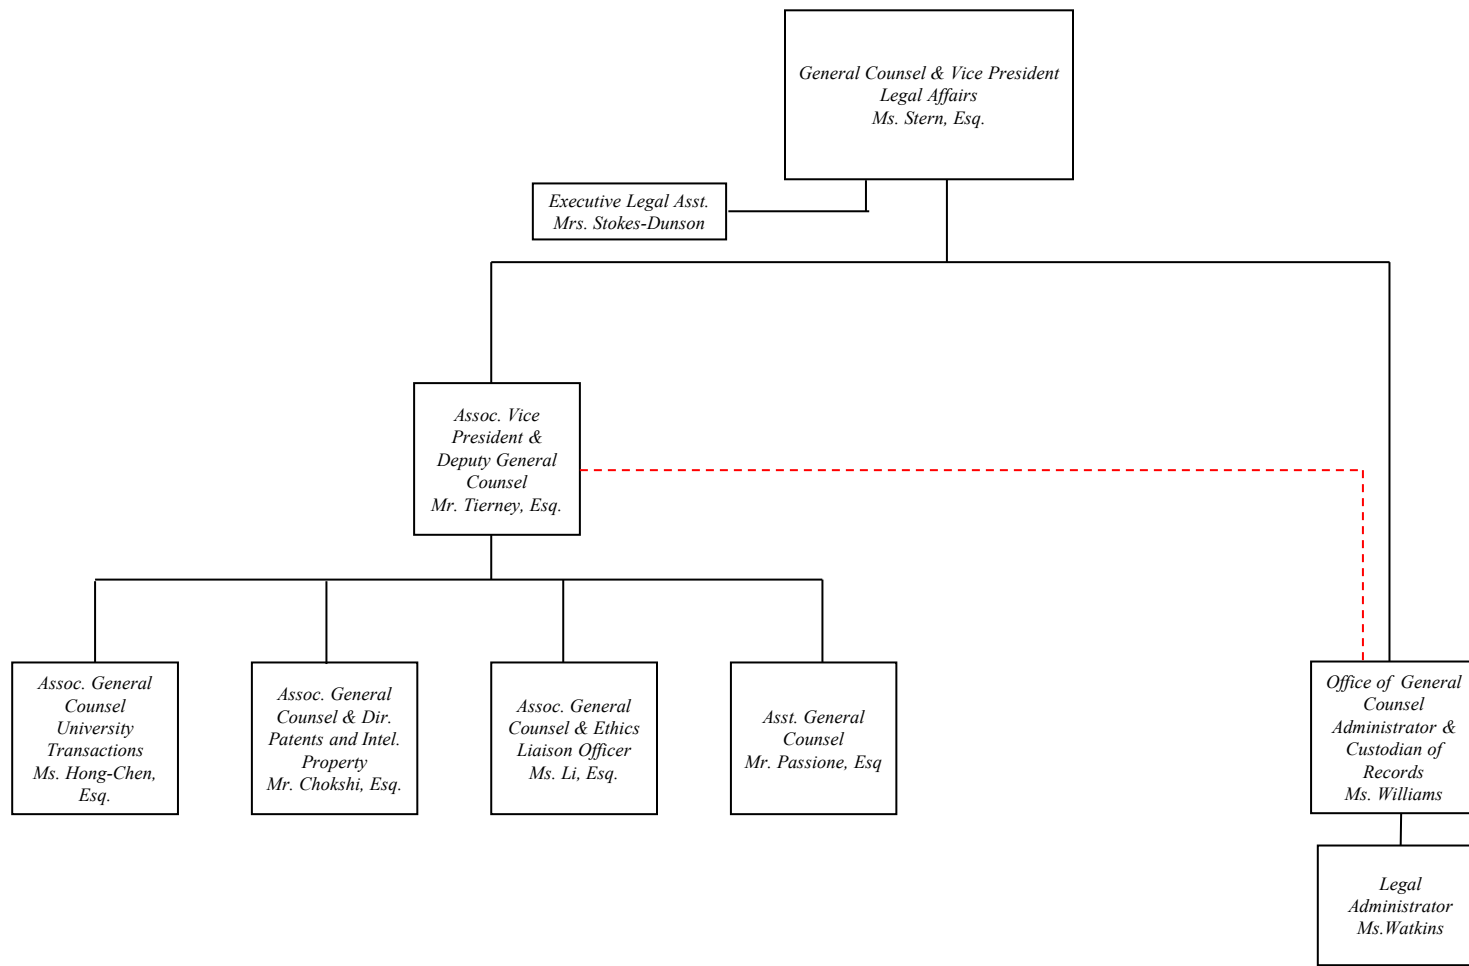 General Counsel & Vice President
Legal Affairs
Ms. Stern, Esq.
Executive Legal Asst.
Mrs. Stokes-Dunson
Assoc. Vice
President &
Deputy General
Counsel
Mr. Tierney, Esq.
Assoc. General
Counsel
University
Transactions
Ms. Hong-Chen,
Esq.
Assoc. General
Counsel & Dir.
Patents and Intel.
Property
Mr. Chokshi, Esq.
Assoc. General
Counsel & Ethics
Liaison Officer
Ms. Li, Esq.
Asst. General
Counsel
Mr. Passione, Esq
Office of General
Counsel
Administrator &
Custodian of
Records
Ms. Williams
Legal
Administrator
Ms.Watkins